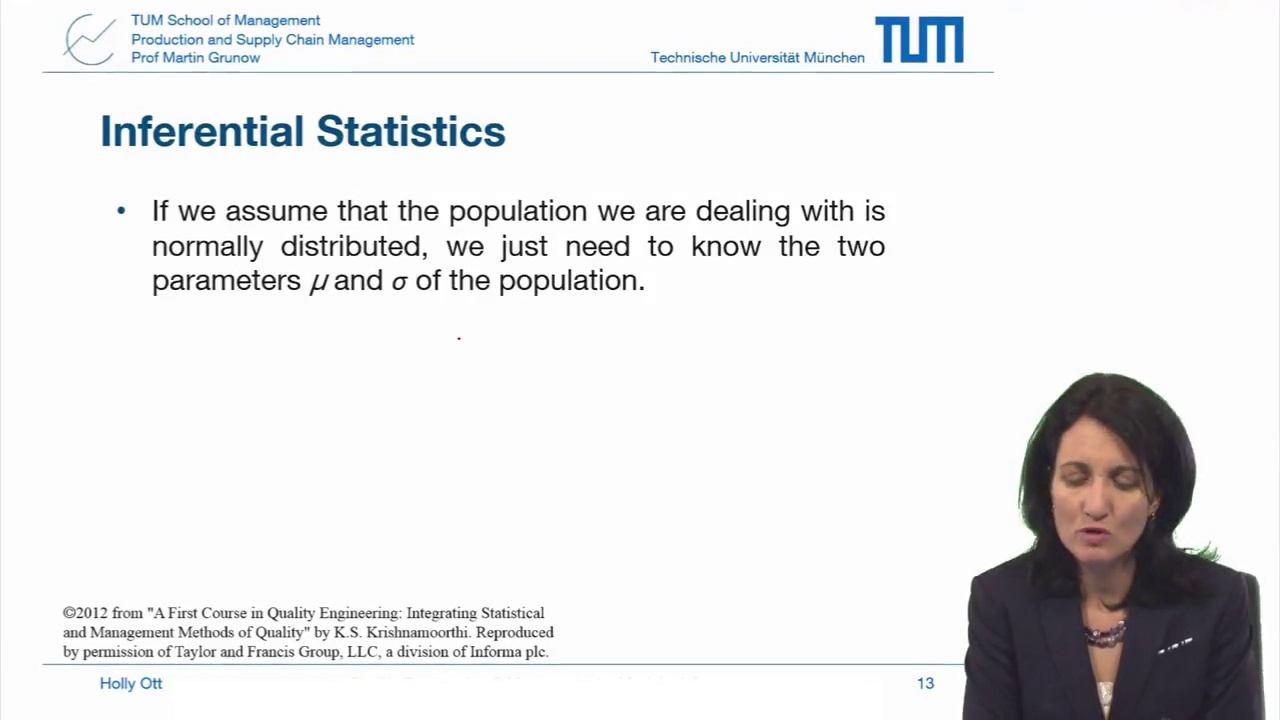 TUM School of Management
Production and Supply Chain Management
Prof Martin Grunow
Technische Universität München
TUM
Inferential Statistics
• If we assume that the population we are dealing with is
normally distributed, we just need to know the two
parameters μ and σ of the population.
©2012 from "A First Course in Quality Engineering: Integrating Statistical
and Management Methods of Quality" by K.S. Krishnamoorthi. Reproduced
by permission of Taylor and Francis Group, LLC, a division of Informa plc.
Holly Ott
13